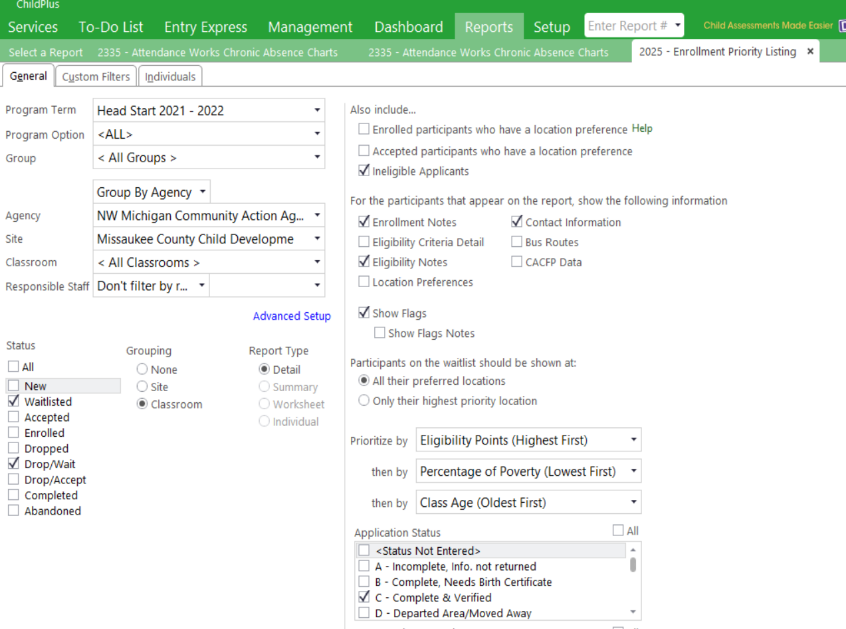 ChildPlus
Services To-Do List Entry Express Management Dashboard Reports Setup Enter Report # Child Assessments Made Easier
Select a Report 2335 - Attendance Works Chronic Absence Charts 2335 - Attendance Works Chronic Absence Charts 2025 - Enrollment Priority Listing ×
General Custom Filters Individuals
Program Term Head Start 2021 - 2022
Program Option <ALL>
Group < All Groups >
Group By Agency
Agency NW Michigan Community Action Ag...
Site Missaukee County Child Developme
Classroom < All Classrooms >
Responsible Staff Don't filter by r...
Advanced Setup
Status
All
New
Waitlisted
Accepted
Enrolled
Dropped
Drop/Wait
Drop/Accept
Completed
Abandoned
Grouping
None
Site
Classroom
Report Type
Detail
Summary
Worksheet
Individual
Also include...
Enrolled participants who have a location preference Help
Accepted participants who have a location preference
Ineligible Applicants
For the participants that appear on the report, show the following information
Enrollment Notes Contact Information
Eligibility Criteria Detail Bus Routes
Eligibility Notes CACFP Data
Location Preferences
Show Flags
Show Flags Notes
Participants on the waitlist should be shown at:
All their preferred locations
Only their highest priority location
Prioritize by Eligibility Points (Highest First)
then by Percentage of Poverty (Lowest First)
then by Class Age (Oldest First)
Application Status All
<Status Not Entered>
A - Incomplete, Info. not returned
B - Complete, Needs Birth Certificate
C - Complete & Verified
D - Departed Area/Moved Away